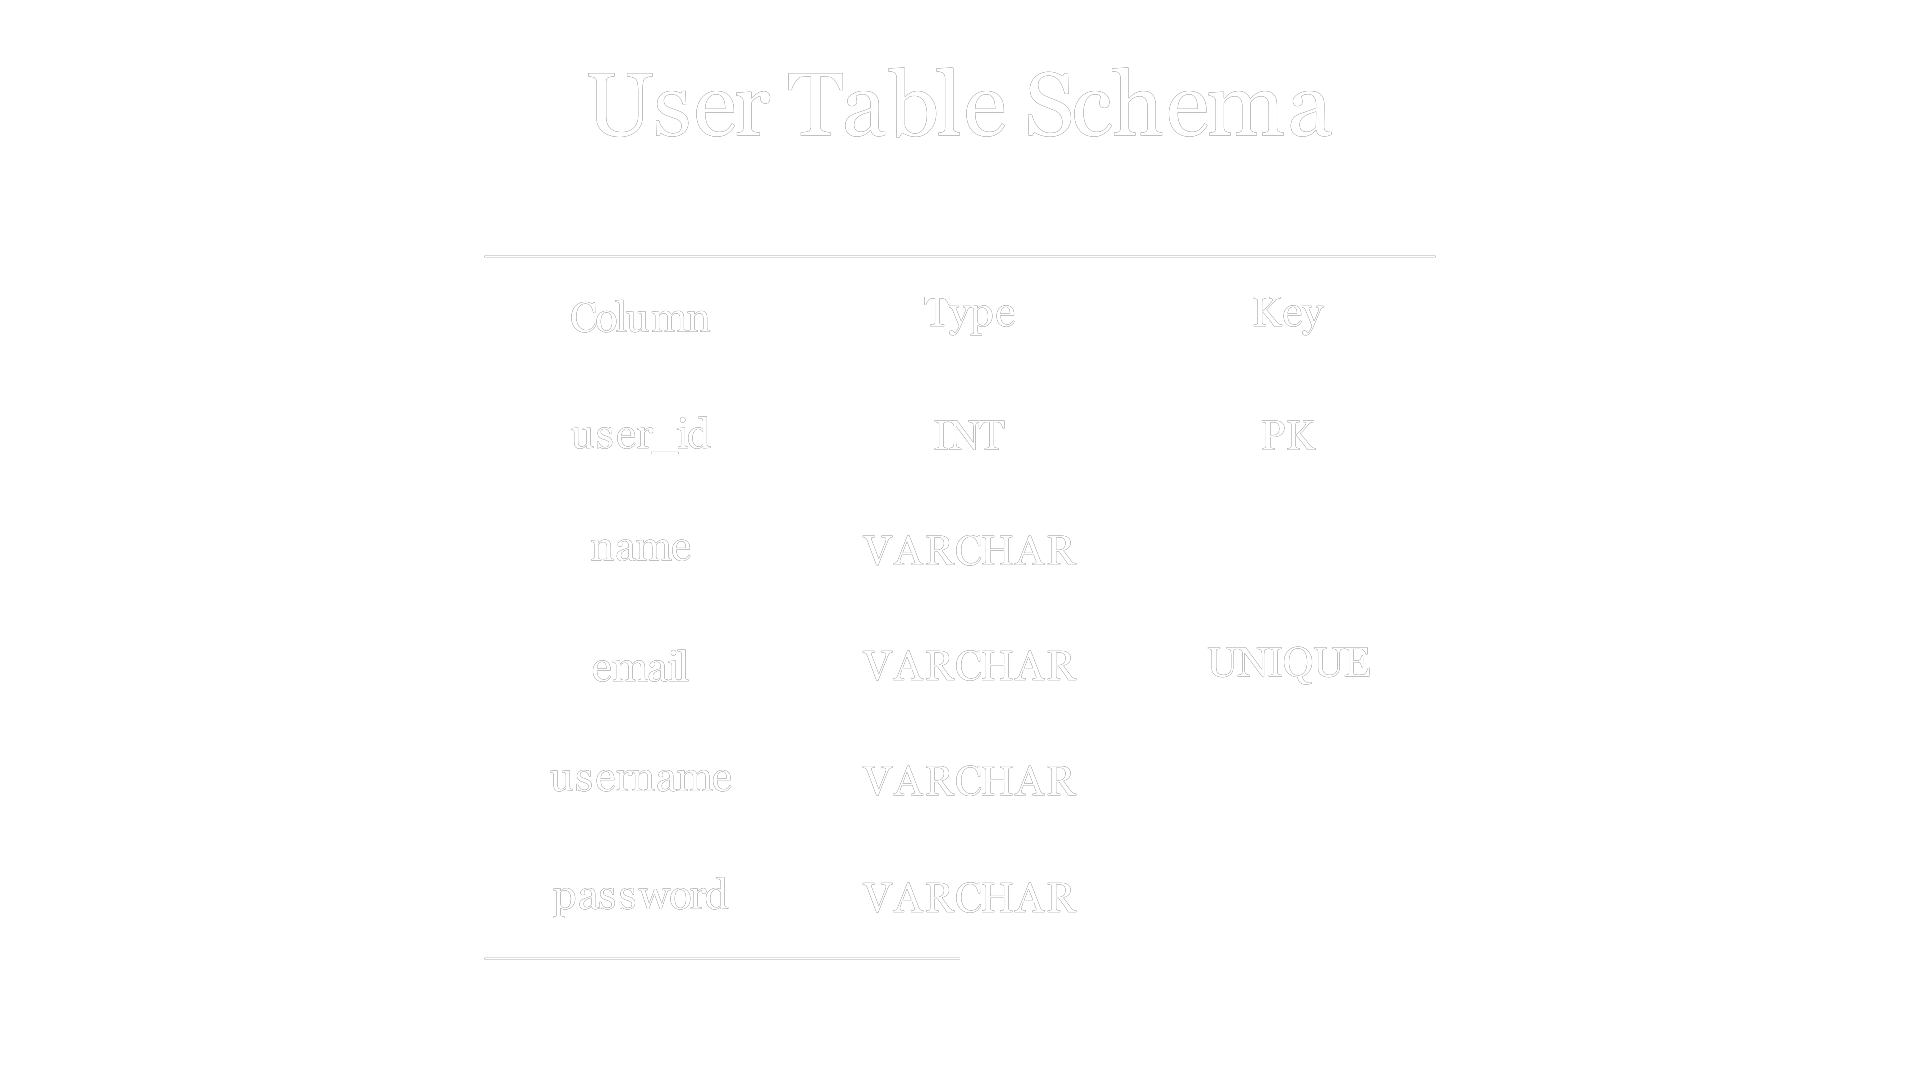 User Table Schema
Column Type Key
user_id INT PK
name VARCHAR
email VARCHAR UNIQUE
username VARCHAR
password VARCHAR